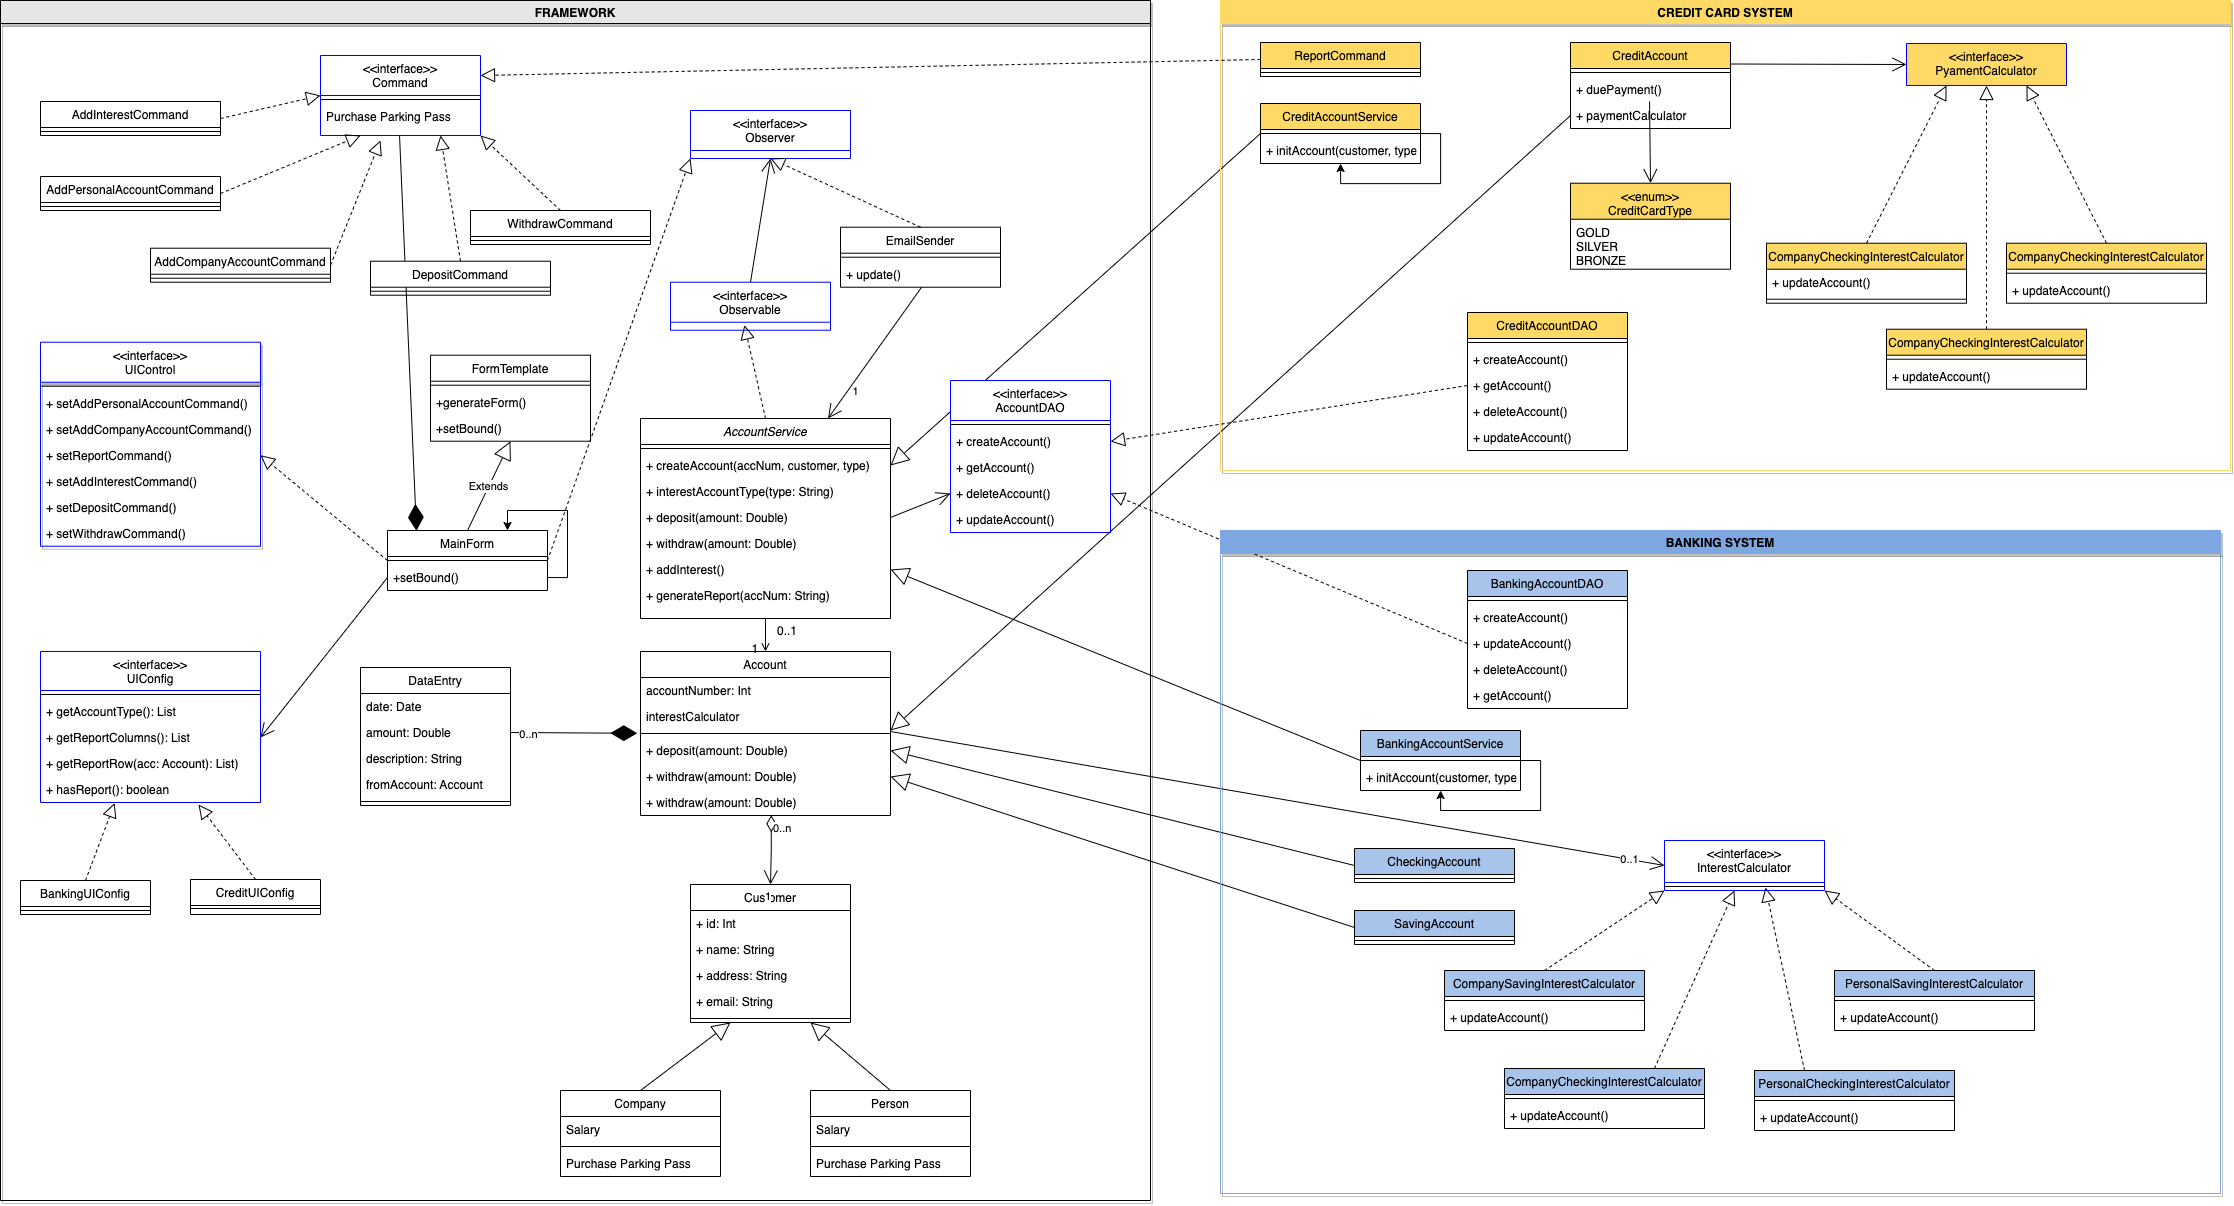 FRAMEWORK
<<interface>>
Command
Purchase Parking Pass
AddInterestCommand
AddPersonalAccountCommand
AddCompanyAccountCommand
DepositCommand
WithdrawCommand
<<interface>>
Observer
EmailSender
+ update()
<<interface>>
Observable
1
<<interface>>
UIControl
+ setAddPersonalAccountCommand()
+ setAddCompanyAccountCommand()
+ setReportCommand()
+ setAddInterestCommand()
+ setDepositCommand()
+ setWithdrawCommand()
FormTemplate
+generateForm()
+setBound()
Extends
MainForm
+setBound()
AccountService
+ createAccount(accNum, customer, type)
+ interestAccountType(type: String)
+ deposit(amount: Double)
+ withdraw(amount: Double)
+ addInterest()
+ generateReport(accNum: String)
<<interface>>
AccountDAO
+ createAccount()
+ getAccount()
+ deleteAccount()
+ updateAccount()
0..1
1
<<interface>>
UIConfig
+ getAccountType(): List
+ getReportColumns(): List
+ getReportRow(acc: Account): List)
+ hasReport(): boolean
BankingUIConfig
CreditUIConfig
DataEntry
date: Date
amount: Double
description: String
fromAccount: Account
0..n
Account
accountNumber: Int
interestCalculator
+ deposit(amount: Double)
+ withdraw(amount: Double)
+ withdraw(amount: Double)
0..n
1
Customer
+ id: Int
+ name: String
+ address: String
+ email: String
Company
Salary
Purchase Parking Pass
Person
Salary
Purchase Parking Pass
CREDIT CARD SYSTEM
ReportCommand
CreditAccountService
+ initAccount(customer, type
CreditAccount
+ duePayment()
+ paymentCalculator
<<interface>>
PyamentCalculator
<<enum>>
CreditCardType
GOLD
SILVER
BRONZE
CompanyCheckingInterestCalculator
+ updateAccount()
CompanyCheckingInterestCalculator
+ updateAccount()
CompanyCheckingInterestCalculator
+ updateAccount()
CreditAccountDAO
+ createAccount()
+ getAccount()
+ deleteAccount()
+ updateAccount()
BANKING SYSTEM
BankingAccountDAO
+ createAccount()
+ updateAccount()
+ deleteAccount()
+ getAccount()
BankingAccountService
+ initAccount(customer, type
CheckingAccount
SavingAccount
0..1
<<interface>>
InterestCalculator
CompanySavingInterestCalculator
+ updateAccount()
PersonalSavingInterestCalculator
+ updateAccount()
CompanyCheckingInterestCalculator
+ updateAccount()
PersonalCheckingInterestCalculator
+ updateAccount()